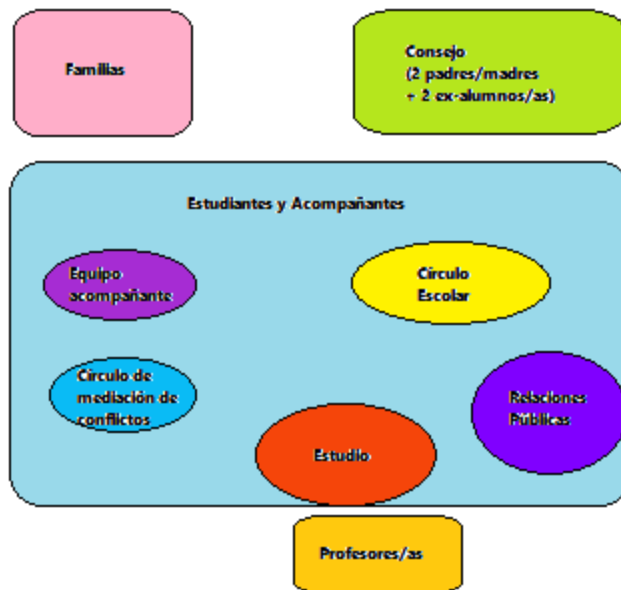 Familias
Consejo
(2 padres/madres
+ 2 ex-alumnos/as)
Estudiantes y Acompañantes
Equipo
acompañante
Círculo
Escolar
Círculo de
mediación de
conflictos
Relaciones
Públicas
Estudio
Profesores/as